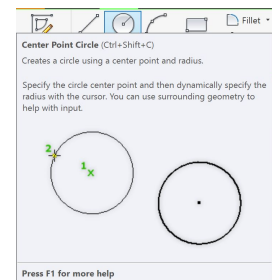 Fillet
Center Point Circle (Ctrl+Shift+C)
Creates a circle using a center point and radius.
Specify the circle center point and then dynamically specify the
radius with the cursor. You can use surrounding geometry to
help with input.
2
1
Press F1 for more help